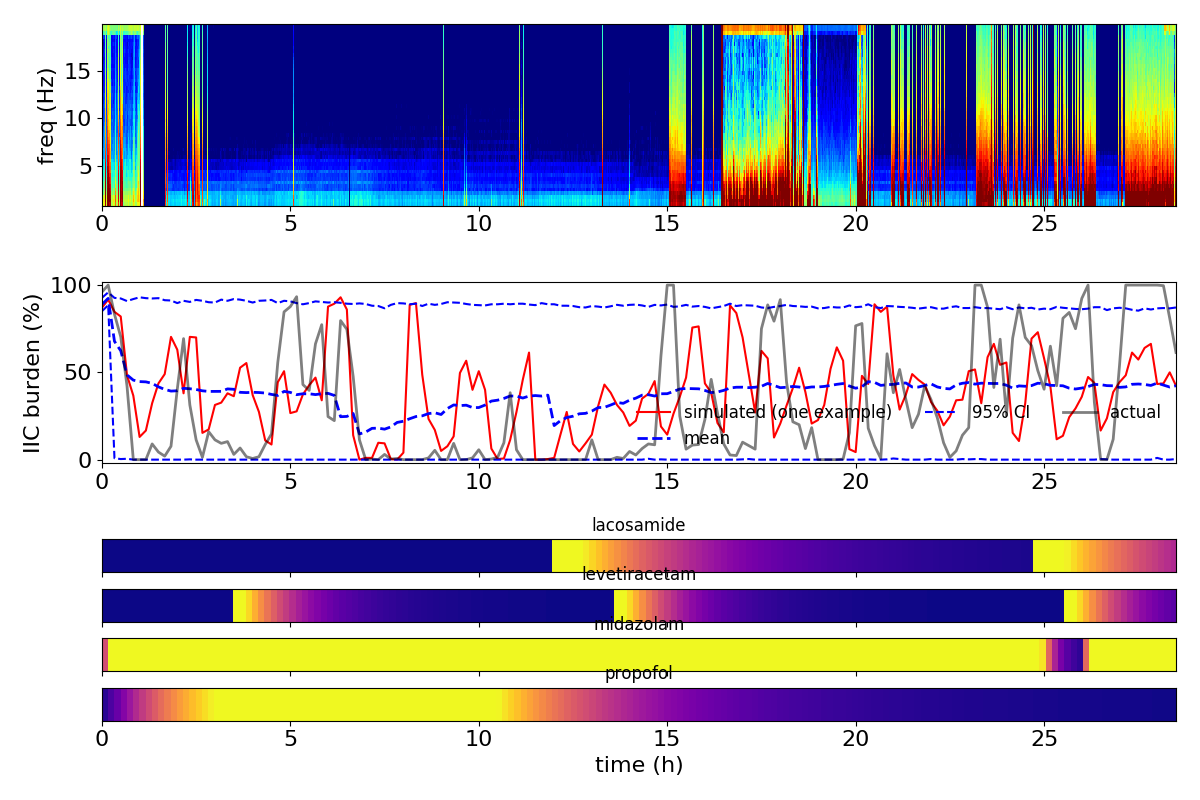 freq (Hz)
15
10
5
0 5 10 15 20 25
IIC burden (%)
100
50
0
simulated (one example) 95% CI actual
mean
0 5 10 15 20 25
lacosamide
levetiracetam
midazolam
propofol
0 5 10 15 20 25
time (h)